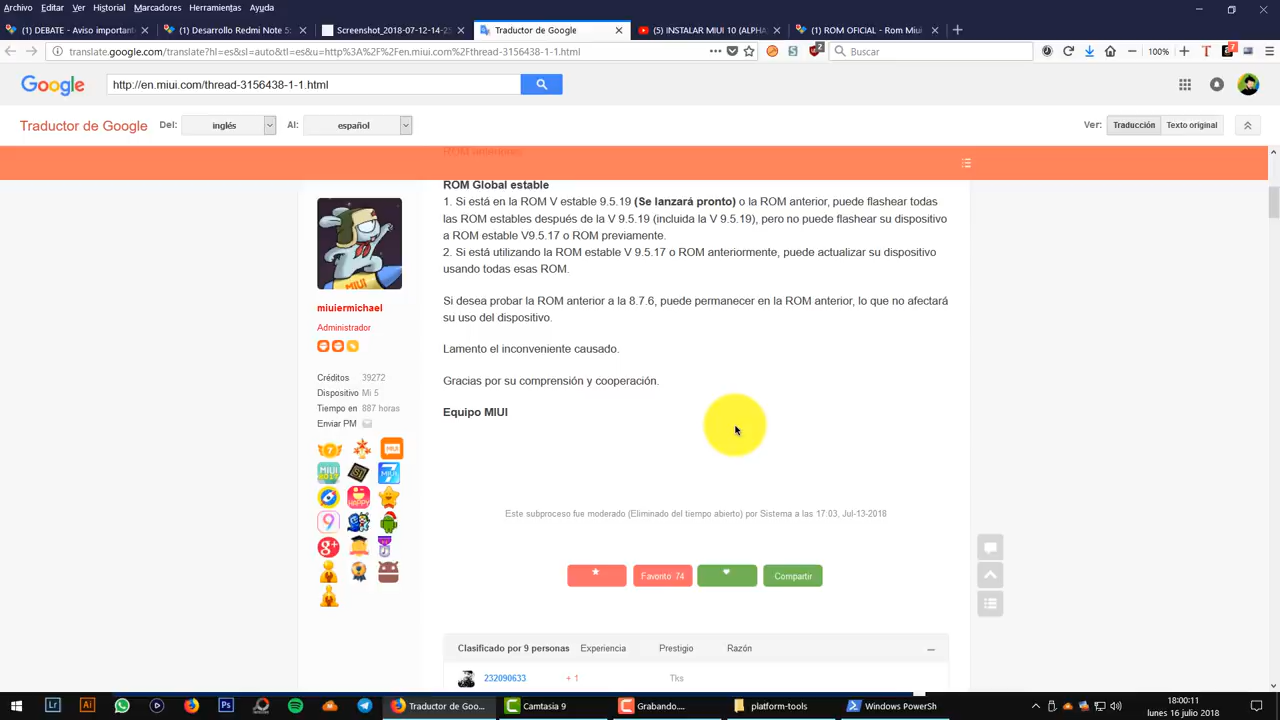 Archivo Editar Ver Historial Marcadores Herramientas Ayuda
(1) DEBATE - Aviso important
(1) Desarrollo Redmi Note 5:
Screenshot_2018-07-12-14-23
Traductor de Google
(5) INSTALAR MIUI 10 (ALPHA
(1) ROM OFICIAL - Rom Miu
translate.google.com/translate?hl=es&sl=auto&tl=es&u=http%3A%2F%2Fen.miui.com%2Fthread-3156438-1-1.html
2
Buscar
100%
7
Google
http://en.miui.com/thread-3156438-1-1.html
Traductor de Google
Del:
inglés
Al:
español
Ver:
Traducción
Texto original
ROM anteriores
ROM Global estable
1. Si está en la ROM V estable 9.5.19 (Se lanzará pronto) o la ROM anterior, puede flashear todas
las ROM estables después de la V 9.5.19 (incluida la V 9.5.19), pero no puede flashear su dispositivo
a ROM estable V9.5.17 o ROM previamente.
2. Si está utilizando la ROM estable V 9.5.17 o ROM anteriormente, puede actualizar su dispositivo
usando todas esas ROM.
Si desea probar la ROM anterior a la 8.7.6, puede permanecer en la ROM anterior, lo que no afectará
su uso del dispositivo.
Lamento el inconveniente causado.
Gracias por su comprensión y cooperación.
Equipo MIUI
MIUI
miuiermichael
Administrador
Créditos 39272
Dispositivo Mi 5
Tiempo en 887 horas
Enviar PM
Este subproceso fue moderado (Eliminado del tiempo abierto) por Sistema a las 17:03, Jul-13-2018
Favorito 74
Compartir
Clasificado por 9 personas Experiencia Prestigio Razón
232090633 + 1 Tks
Traductor de Goo...
Camtasia 9
Grabando....
platform-tools
Windows PowerSh
18:00:11
lunes 16 julio 2018